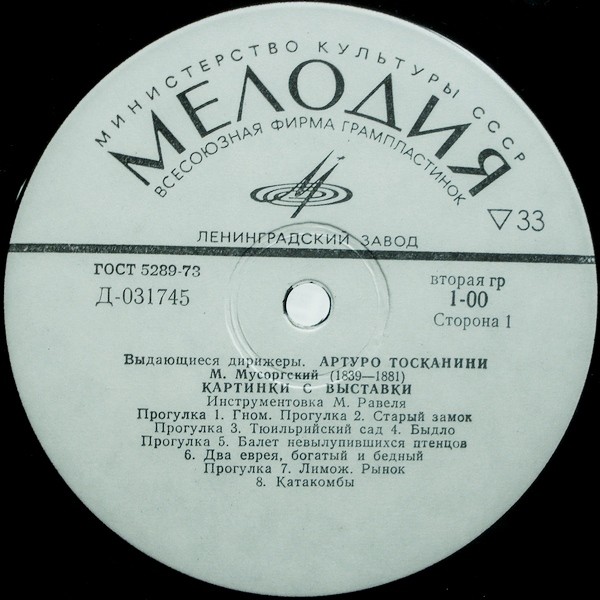 МИНИСТЕРСТВО КУЛЬТУРЫ СССР
МЕЛОДИЯ
ВСЕСОЮЗНАЯ ФИРМА ГРАМПЛАСТИНОК
▽33
ЛЕНИНГРАДСКИЙ ЗАВОД
ГОСТ 5289-73
Д-031745
вторая гр
1-00
Сторона 1
Выдающиеся дирижеры. АРТУРО ТОСКАНИНИ
М. Мусоргский (1839—1881)
КАРТИНКИ С ВЫСТАВКИ
Инструментовка М. Равеля
Прогулка 1. Гном. Прогулка 2. Старый замок
Прогулка 3. Тюильрийский сад 4. Быдло
Прогулка 5. Балет невылупившихся птенцов
6. Два еврея, богатый и бедный
Прогулка 7. Лимож. Рынок
8. Катакомбы